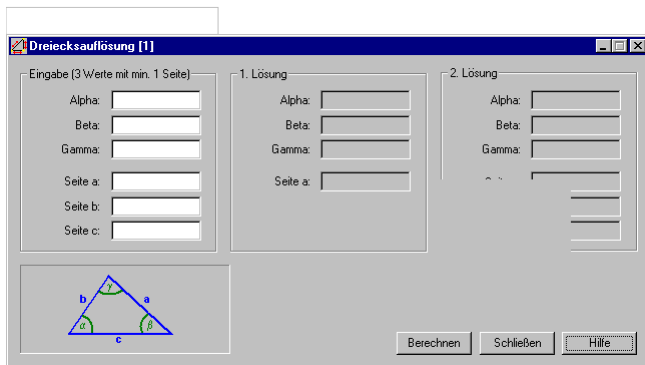 Dreiecksauflösung [1]
Eingabe (3 Werte mit min. 1 Seite)
Alpha:
Beta:
Gamma:
Seite a:
Seite b:
Seite c:
1. Lösung
Alpha:
Beta:
Gamma:
Seite a:
2. Lösung
Alpha:
Beta:
Gamma:
γ
b
a
α
β
c
Berechnen
Schließen
Hilfe